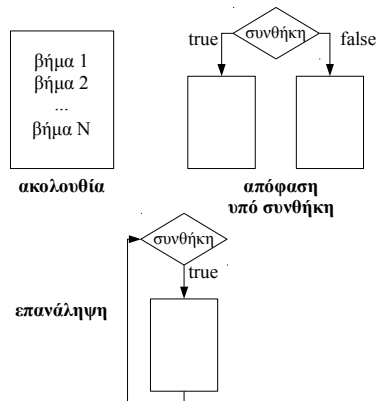 βήμα 1
βήμα 2
...
βήμα N
ακολουθία
συνθήκη
true
false
απόφαση
υπό συνθήκη
συνθήκη
true
επανάληψη